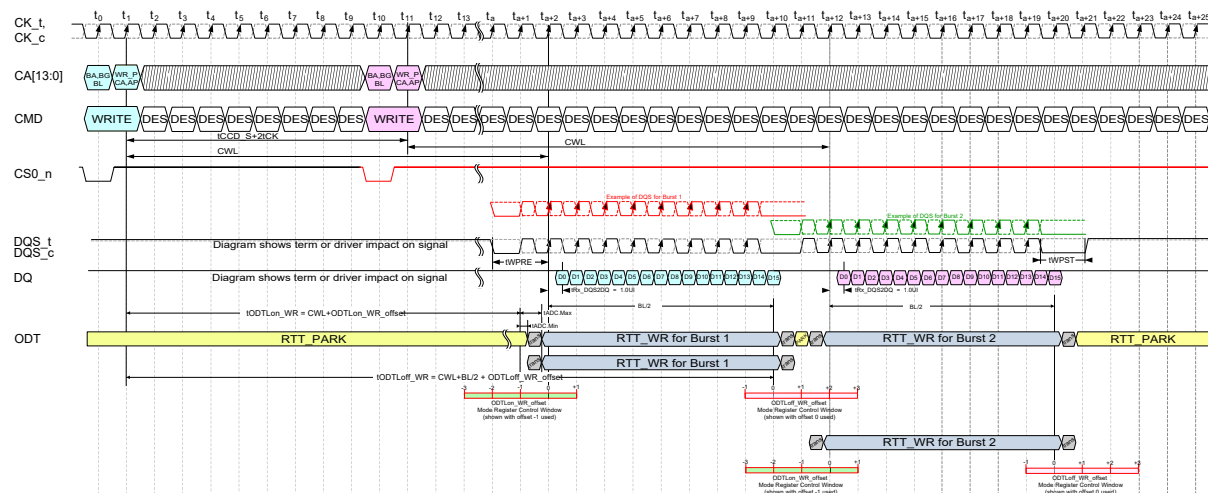 CK_t,
CK_c
t0 t1 t2 t3 t4 t5 t6 t7 t8 t9 t10 t11 t12 t13 ta ta+1 ta+2 ta+3 ta+4 ta+5 ta+6 ta+7 ta+8 ta+9 ta+10 ta+11 ta+12 ta+13 ta+14 ta+15 ta+16 ta+17 ta+18 ta+19 ta+20 ta+21 ta+22 ta+23 ta+24 ta+25
CA[13:0]
BA,BG BL WR_P CA,AP BA,BG BL WR_P CA,AP
CMD
WRITE DES DES DES DES DES DES DES DES WRITE DES DES DES DES DES DES DES DES DES DES DES DES DES DES DES DES DES DES DES DES DES DES DES DES DES DES DES DES
tCCD_S+2tCK
CWL
CWL
CS0_n
Example of DQS for Burst 1
Example of DQS for Burst 2
DQS_t
DQS_c
Diagram shows term or driver impact on signal
tWPRE
tWPST
DQ
Diagram shows term or driver impact on signal
D0 D1 D2 D3 D4 D5 D6 D7 D8 D9 D10 D11 D12 D13 D14 D15
D0 D1 D2 D3 D4 D5 D6 D7 D8 D9 D10 D11 D12 D13 D14 D15
tRx_DQS2DQ = 1.0UI
tRx_DQS2DQ = 1.0UI
BL/2
BL/2
tODTLon_WR = CWL+ODTLon_WR_offset
tADC.Max
tADC.Min
ODT
RTT_PARK
RTT_WR for Burst 1
RTT_WR for Burst 2
RTT_PARK
RTT_WR for Burst 1
tODTLoff_WR = CWL+BL/2 + ODTLoff_WR_offset
-3 -2 -1 0 +1
ODTLon_WR_offset
Mode Register Control Window
(shown with offset -1 used)
-1 0 +1 +2 +3
ODTLoff_WR_offset
Mode Register Control Window
(shown with offset 0 used)
RTT_WR for Burst 2
-3 -2 -1 0 +1
ODTLon_WR_offset
Mode Register Control Window
(shown with offset -1 used)
-1 0 +1 +2 +3
ODTLoff_WR_offset
Mode Register Control Window
(shown with offset 0 used)